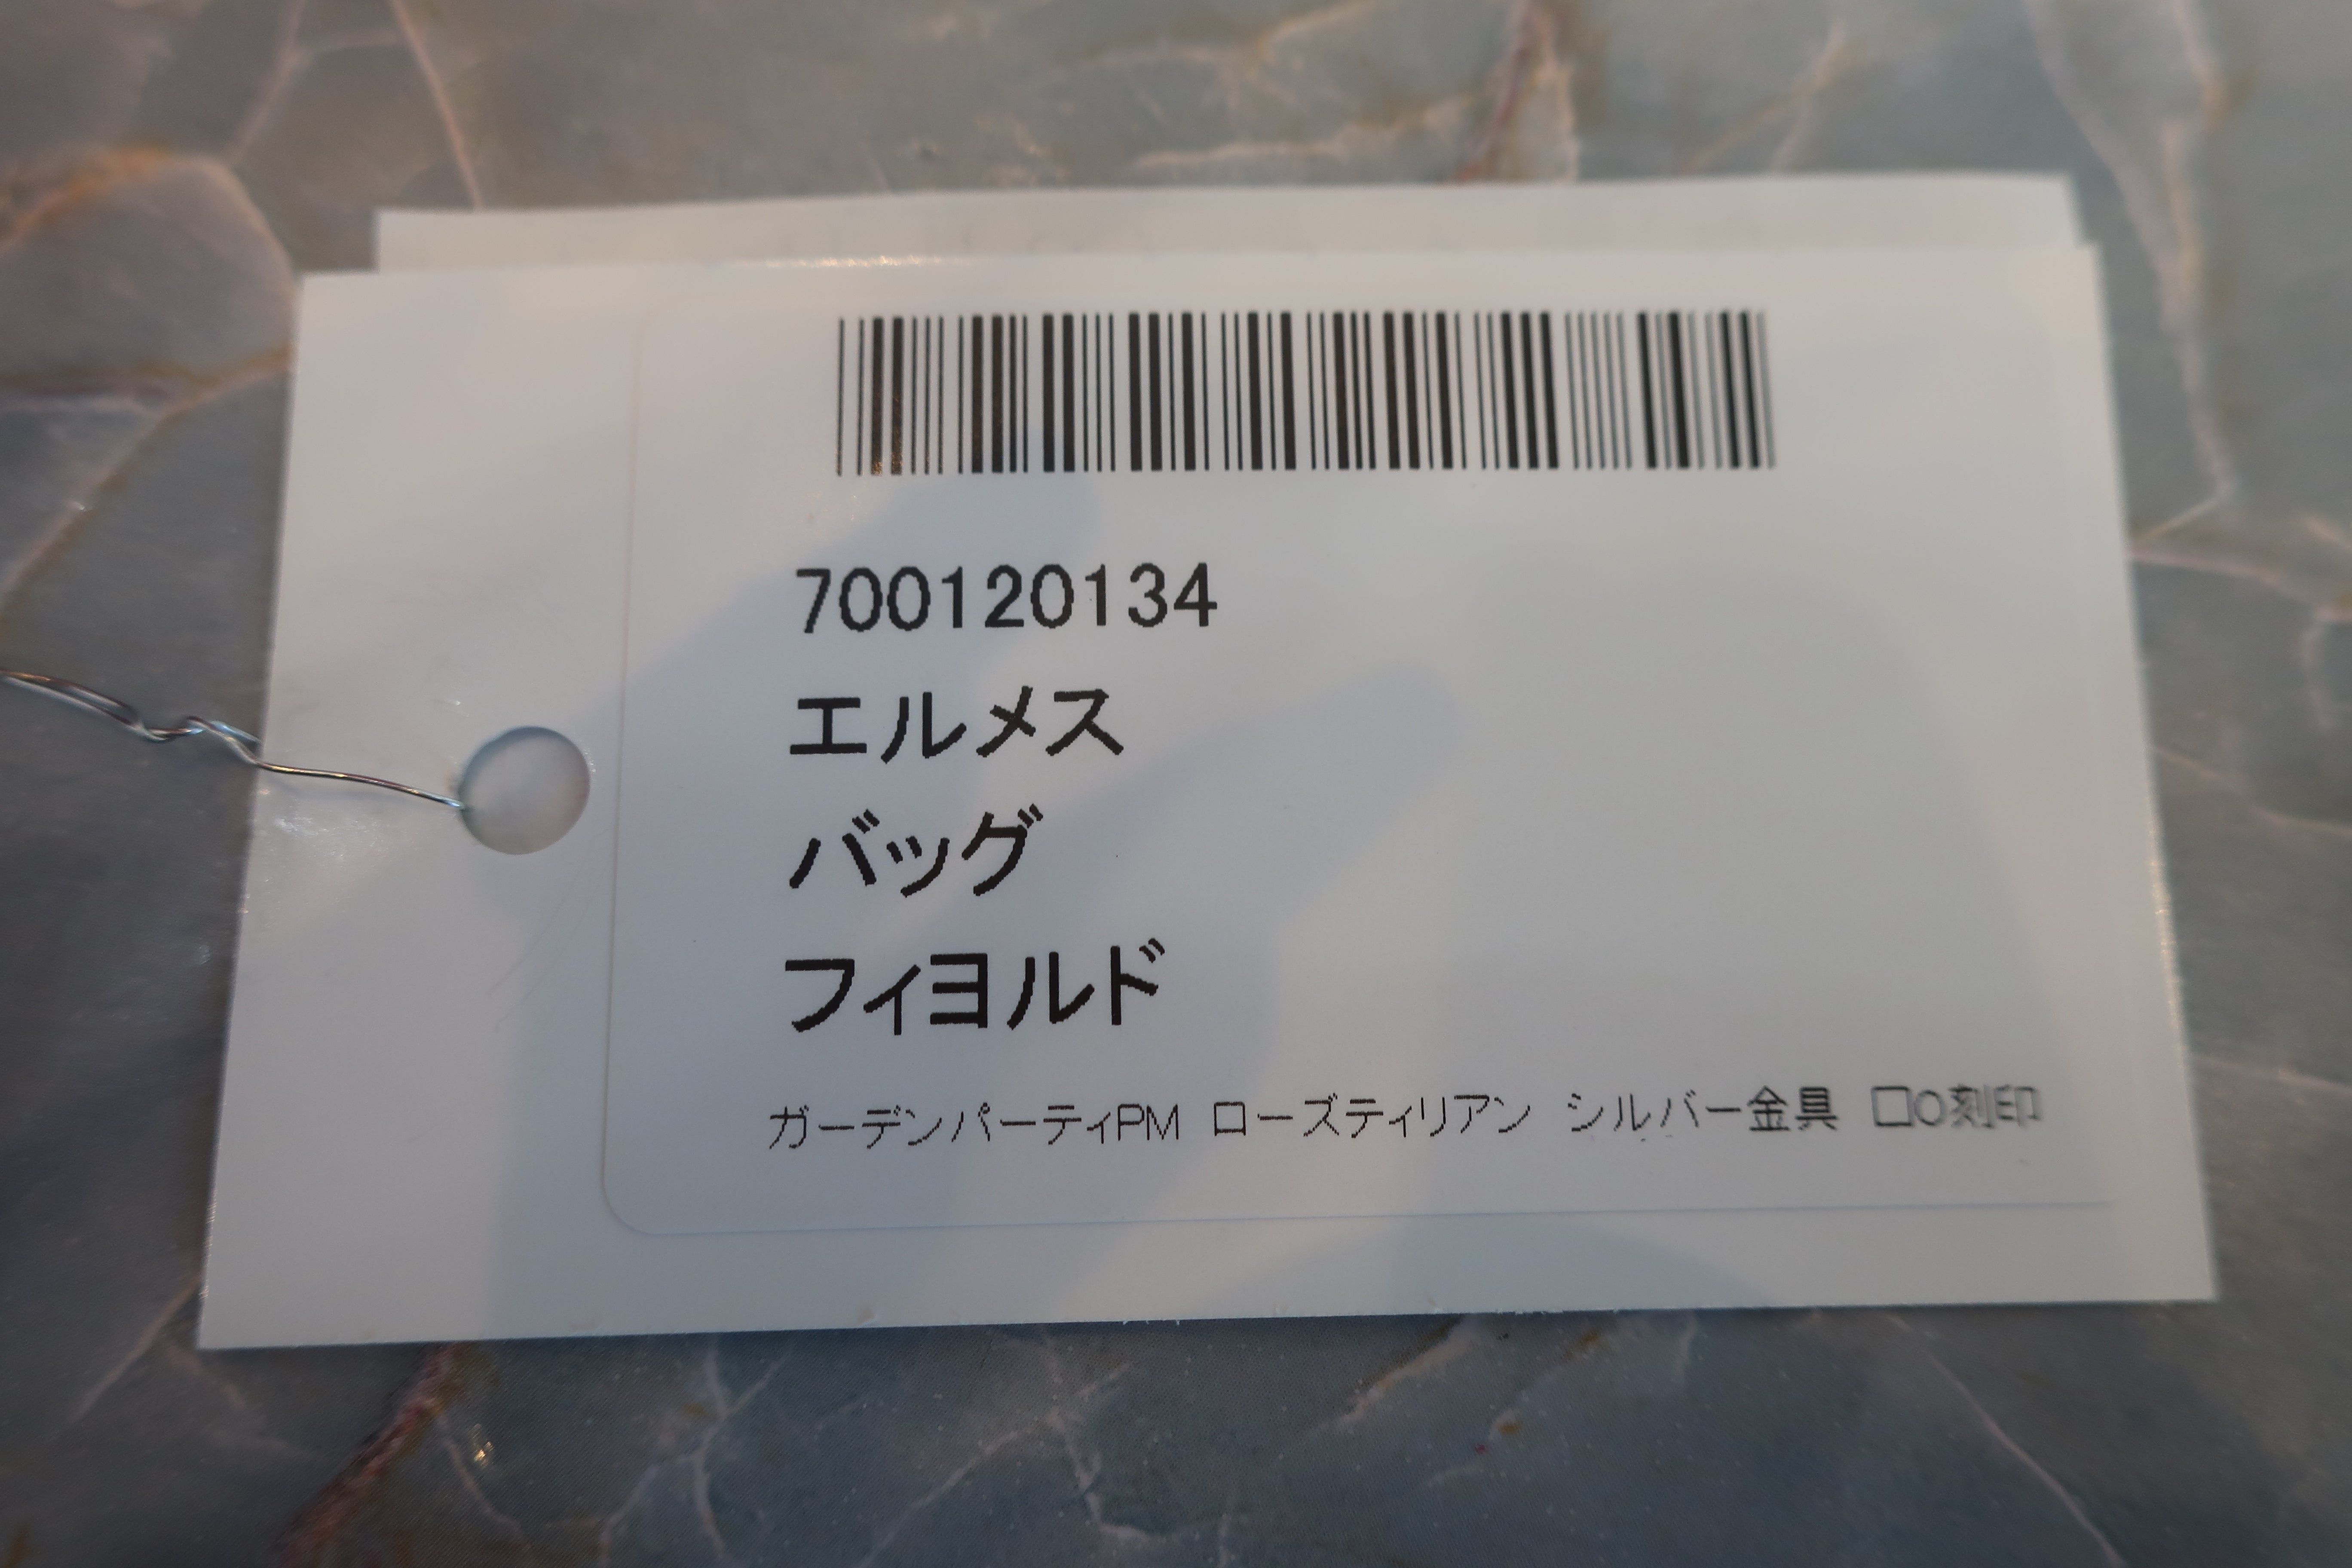 700120134
エルメス
バッグ
フィヨルド
ガーデンパーティPM ローズティリアン シルバー金具 □O刻印